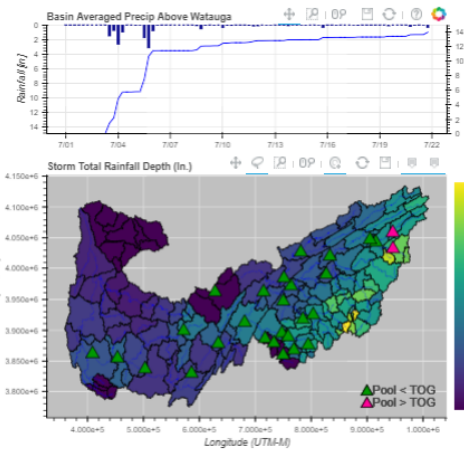 Basin Averaged Precip Above Watauga
0
2
4
6
8
10
12
14
Rainfall [in]
14
12
10
8
6
4
2
0
7/01 7/04 7/07 7/10 7/13 7/16 7/19 7/22
Storm Total Rainfall Depth (In.)
4.150e+6
4.100e+6
4.050e+6
4.000e+6
3.950e+6
3.900e+6
3.850e+6
3.800e+6
Pool < TOG
Pool > TOG
4.000e+5 5.000e+5 6.000e+5 7.000e+5 8.000e+5 9.000e+5 1.000e+6
Longitude (UTM-M)